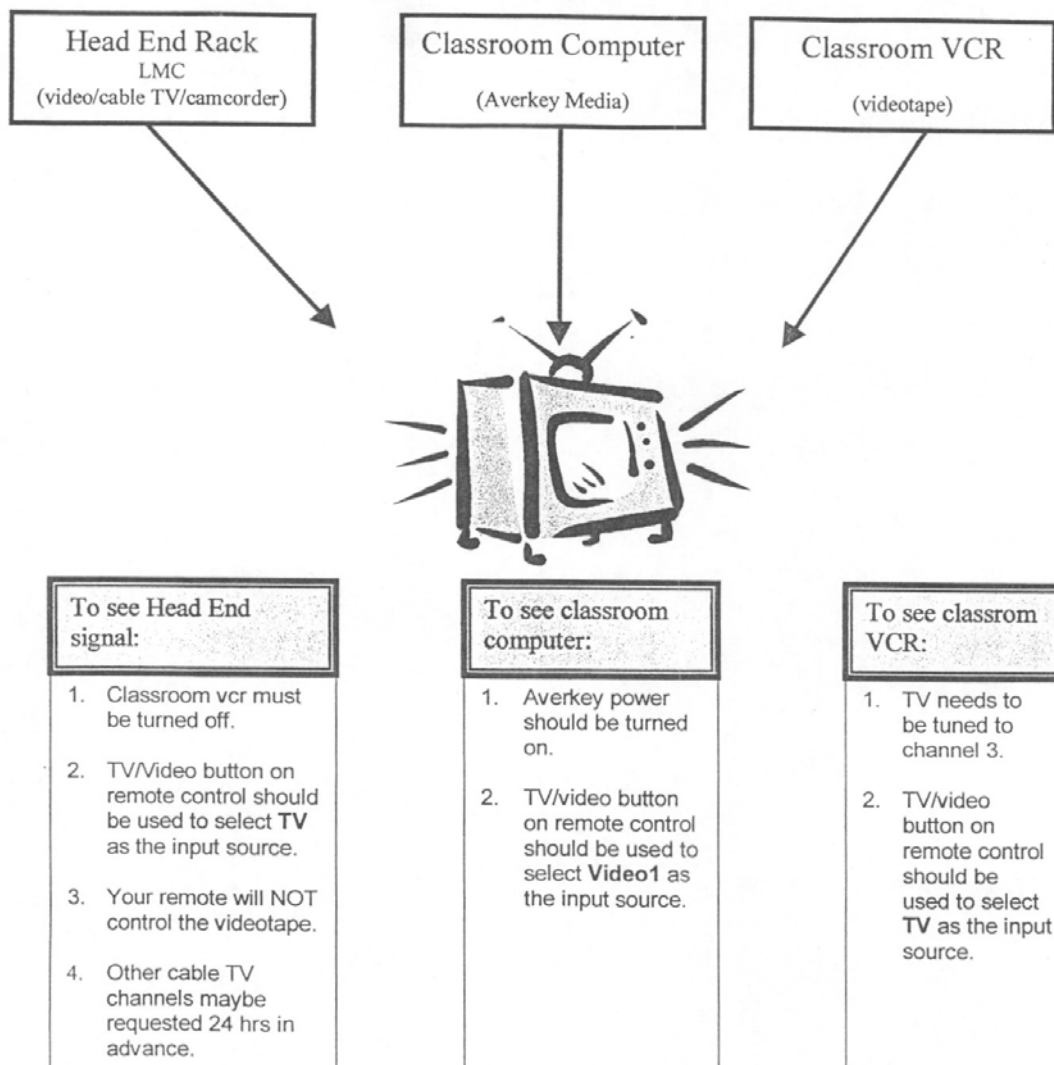 Head End Rack
LMC
(video/cable TV/camcorder)
Classroom Computer
(Averkey Media)
Classroom VCR
(videotape)
To see Head End
signal:
1. Classroom vcr must
be turned off.
2. TV/Video button on
remote control should
be used to select TV
as the input source.
3. Your remote will NOT
control the videotape.
4. Other cable TV
channels maybe
requested 24 hrs in
advance.
To see classroom
computer:
1. Averkey power
should be turned
on.
2. TV/video button
on remote control
should be used to
select Video1 as
the input source.
To see classrom
VCR:
1. TV needs to
be tuned to
channel 3.
2. TV/video
button on
remote control
should be
used to select
TV as the input
source.